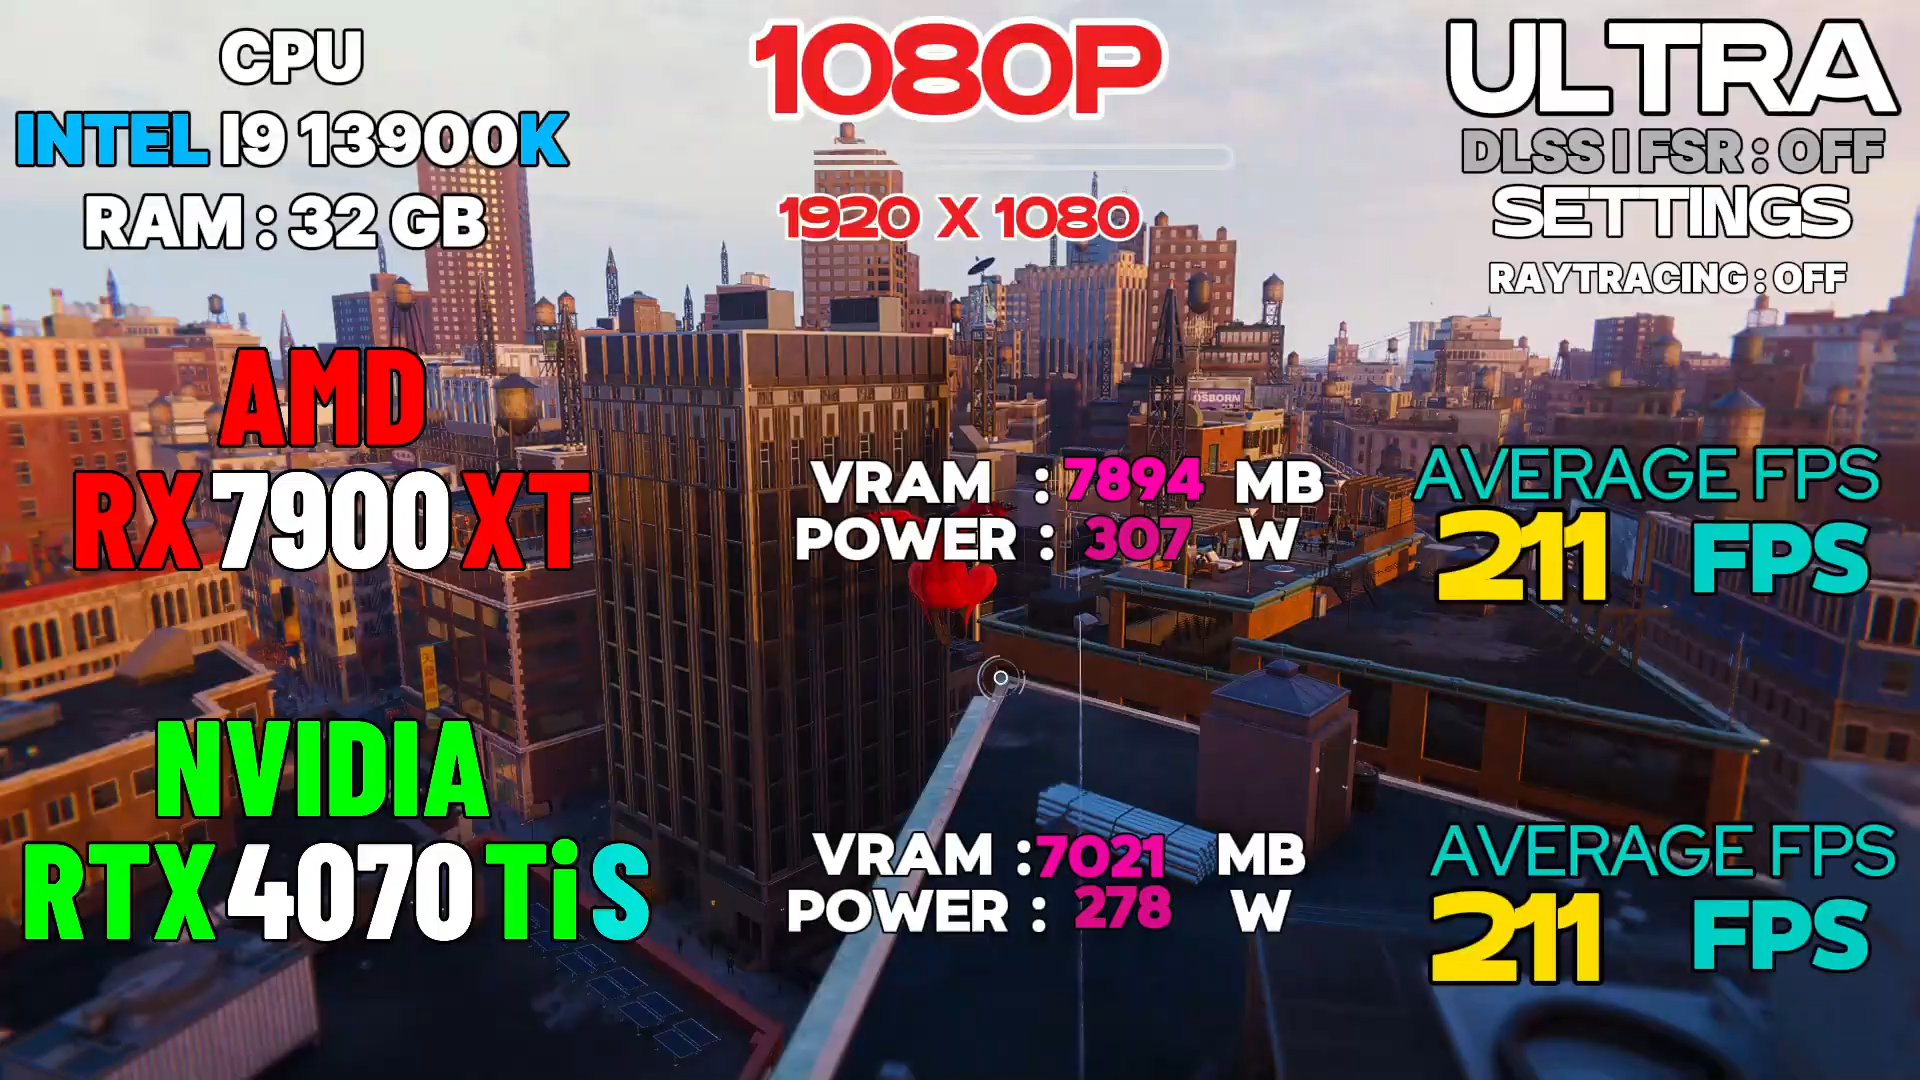 CPU
INTEL I9 13900K
RAM : 32 GB
1080P
1920 X 1080
ULTRA
DLSS | FSR : OFF
SETTINGS
RAYTRACING : OFF
AMD
RX 7900 XT
VRAM : 7894 MB
POWER : 307 W
AVERAGE FPS
211 FPS
OSBORN
NVIDIA
RTX 4070 TiS
VRAM : 7021 MB
POWER : 278 W
AVERAGE FPS
211 FPS